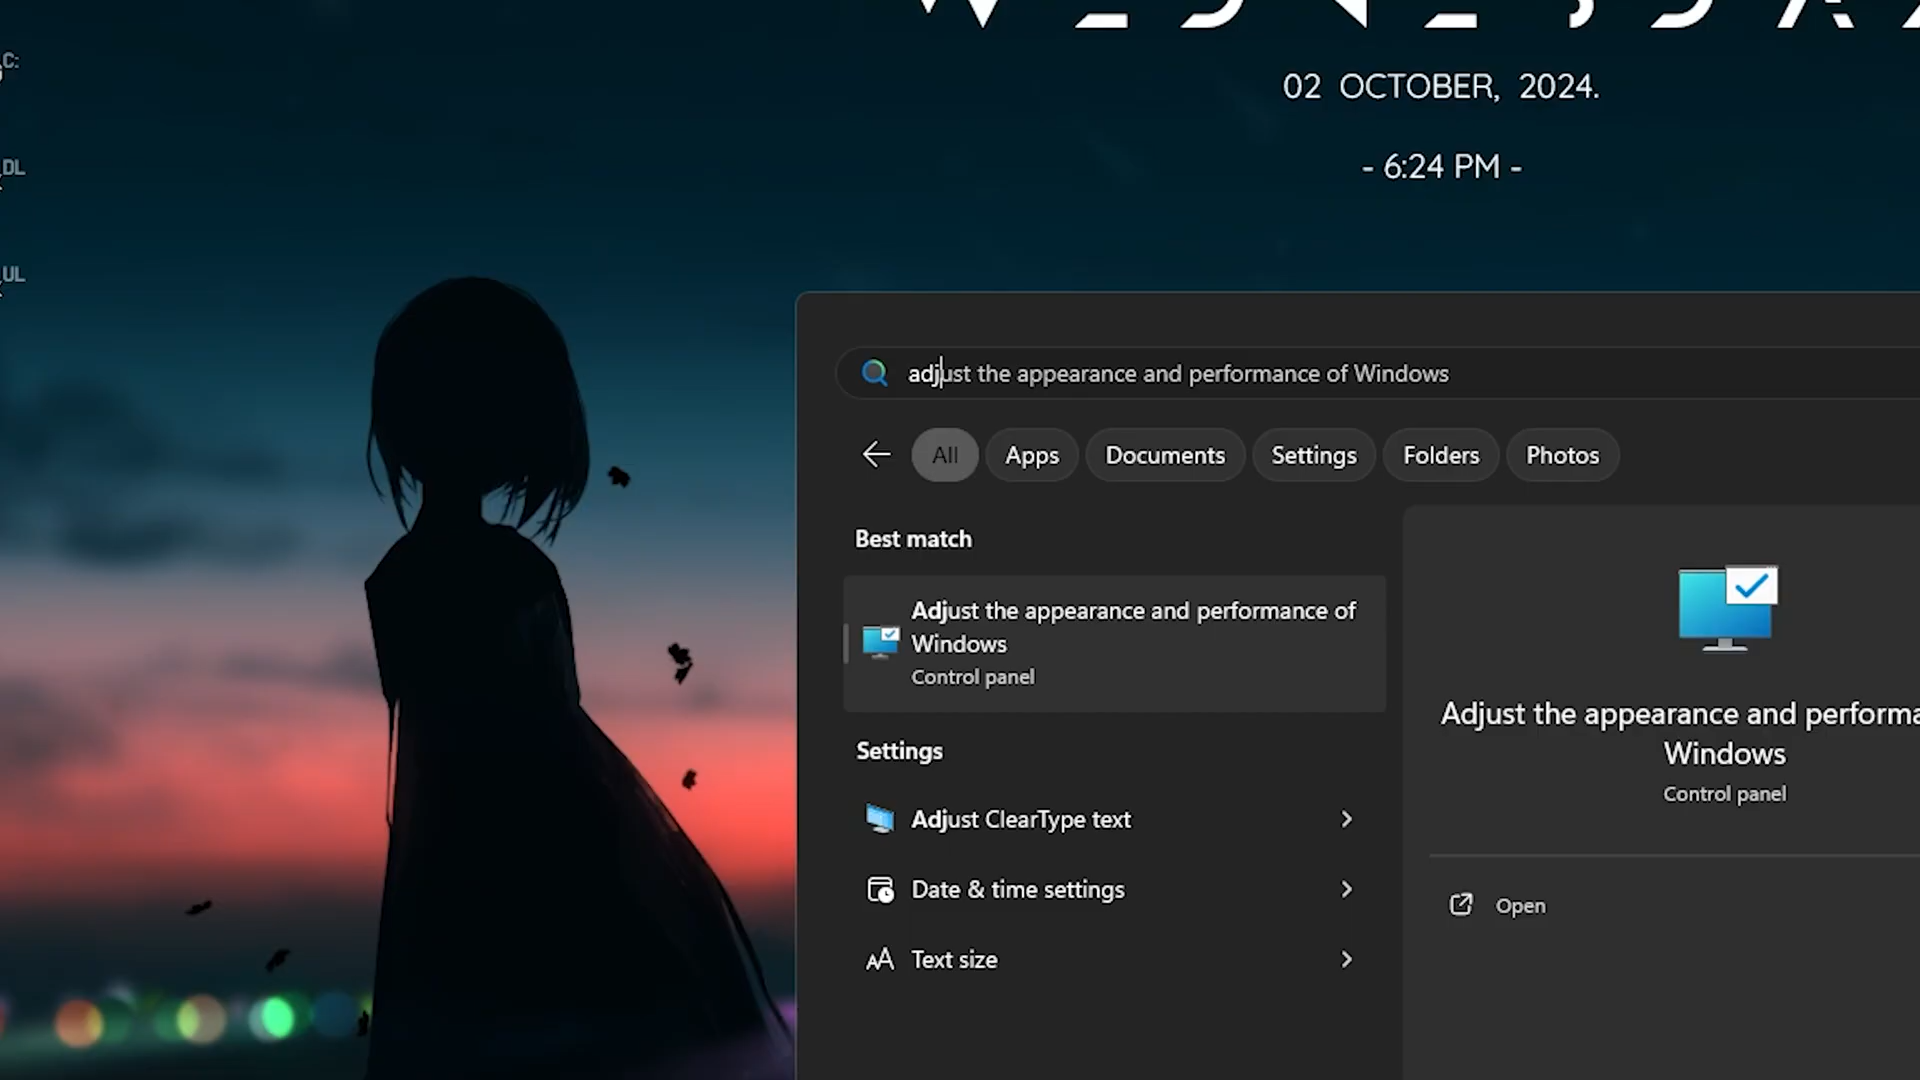 C:
DL
UL
02 OCTOBER, 2024.
- 6:24 PM -
adjust the appearance and performance of Windows
All Apps Documents Settings Folders Photos
Best match
Adjust the appearance and performance of
Windows
Control panel
Settings
Adjust ClearType text
Date & time settings
Text size
Adjust the appearance and performa
Windows
Control panel
Open